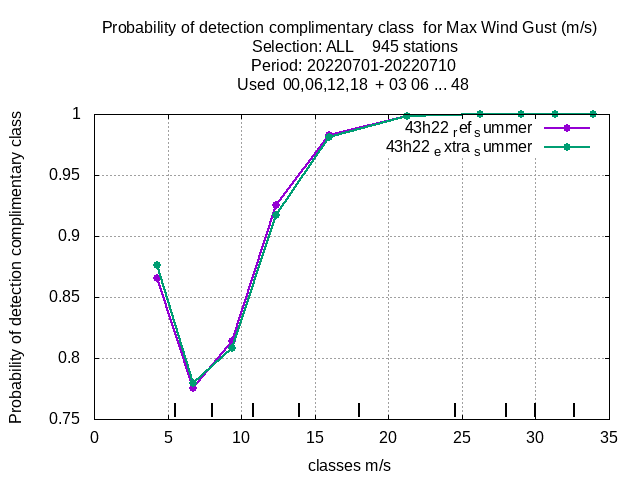 Probability of detection complimentary class for Max Wind Gust (m/s)
Selection: ALL 945 stations
Period: 20220701-20220710
Used 00,06,12,18 + 03 06 ... 48
Probability of detection complimentary class
1
0.95
0.9
0.85
0.8
0.75
43h22 ref summer
43h22 extra summer
0 5 10 15 20 25 30 35
classes m/s